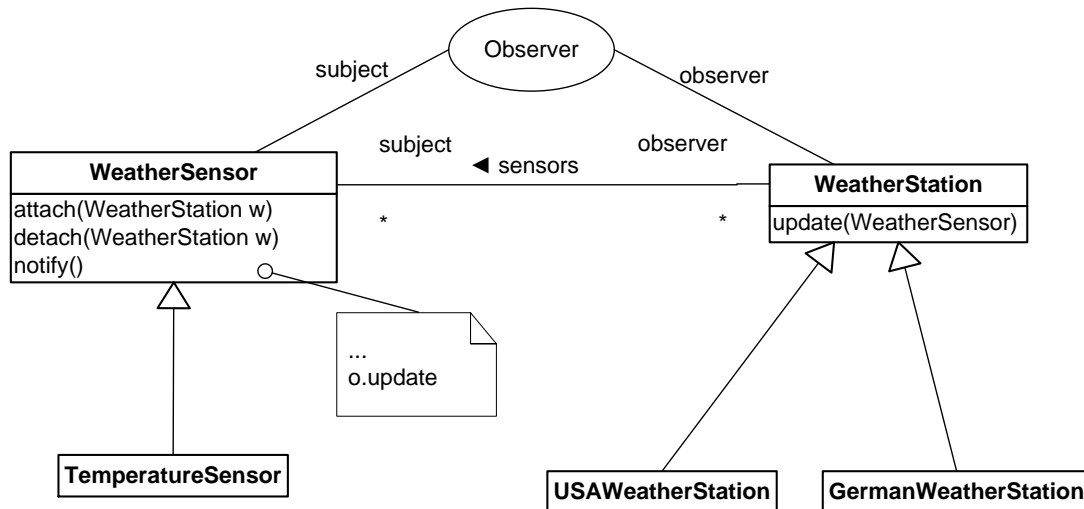 Observer
subject
observer
subject
observer
◄ sensors
WeatherSensor
attach(WeatherStation w)
detach(WeatherStation w)
notify()
WeatherStation
update(WeatherSensor)
*
*
...
o.update
TemperatureSensor
USAWeatherStation
GermanWeatherStation